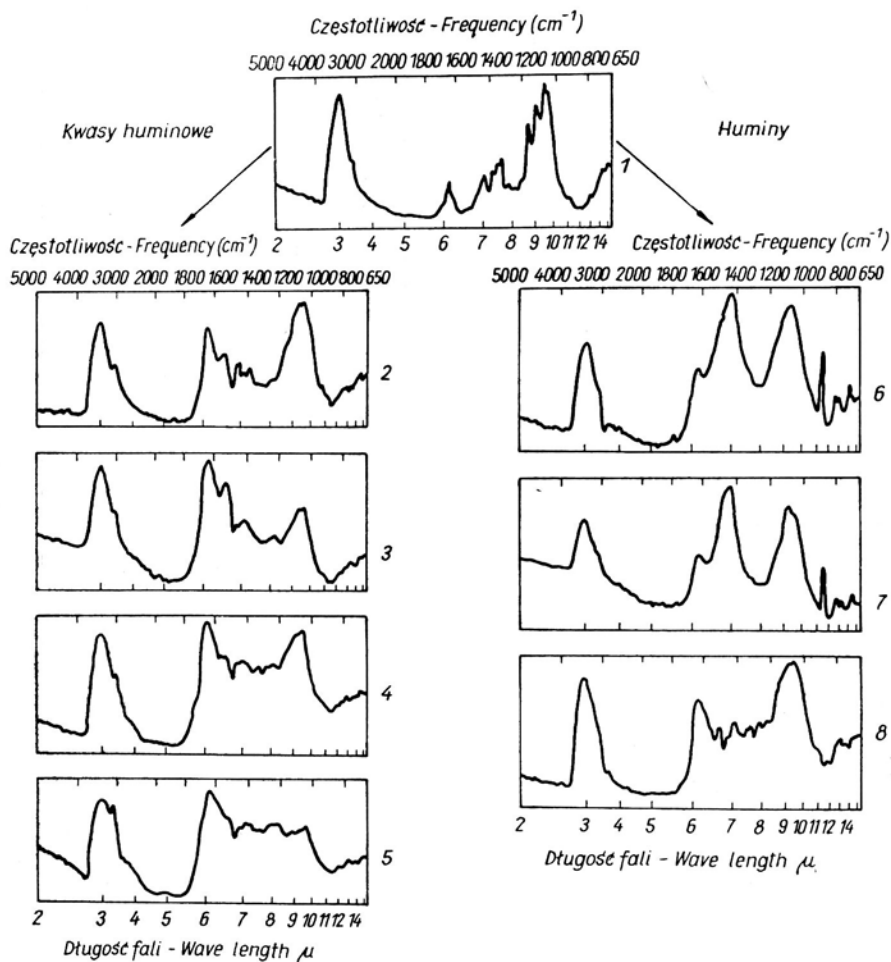 Częstotliwość - Frequency (cm⁻¹)
5000 4000 3000 2000 1800 1600 1400 1200 1000 800 650
Kwasy huminowe
Huminy
1
2 3 4 5 6 7 8 9 10 11 12 14
Częstotliwość - Frequency (cm⁻¹)
5000 4000 3000 2000 1800 1600 1400 1200 1000 800 650
2
3
4
5
2 3 4 5 6 7 8 9 10 11 12 14
Długość fali - Wave length μ
Częstotliwość - Frequency (cm⁻¹)
5000 4000 3000 2000 1800 1600 1400 1200 1000 800 650
6
7
8
2 3 4 5 6 7 8 9 10 11 12 14
Długość fali - Wave length μ